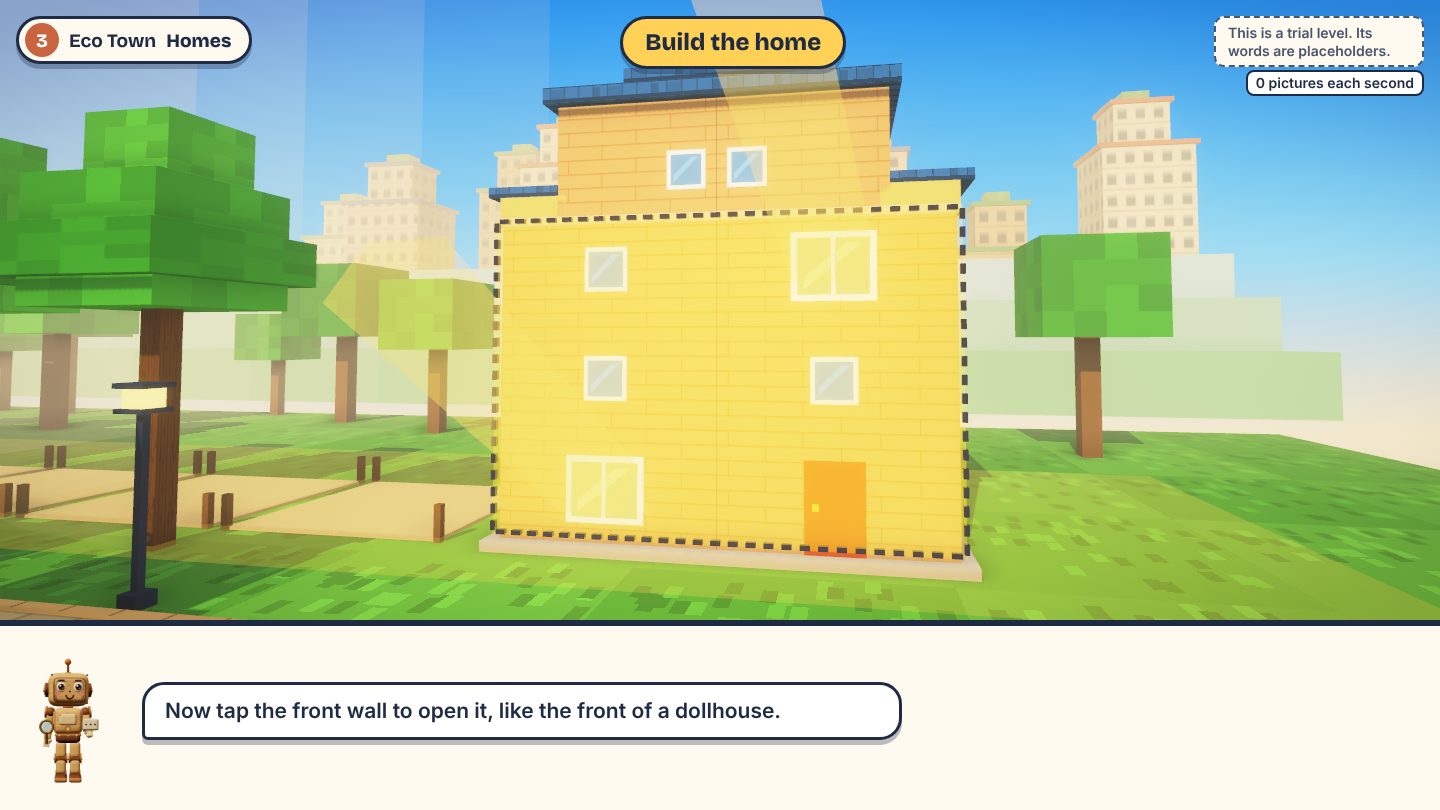 3 Eco Town Homes
Build the home
This is a trial level. Its
words are placeholders.
0 pictures each second
Now tap the front wall to open it, like the front of a dollhouse.